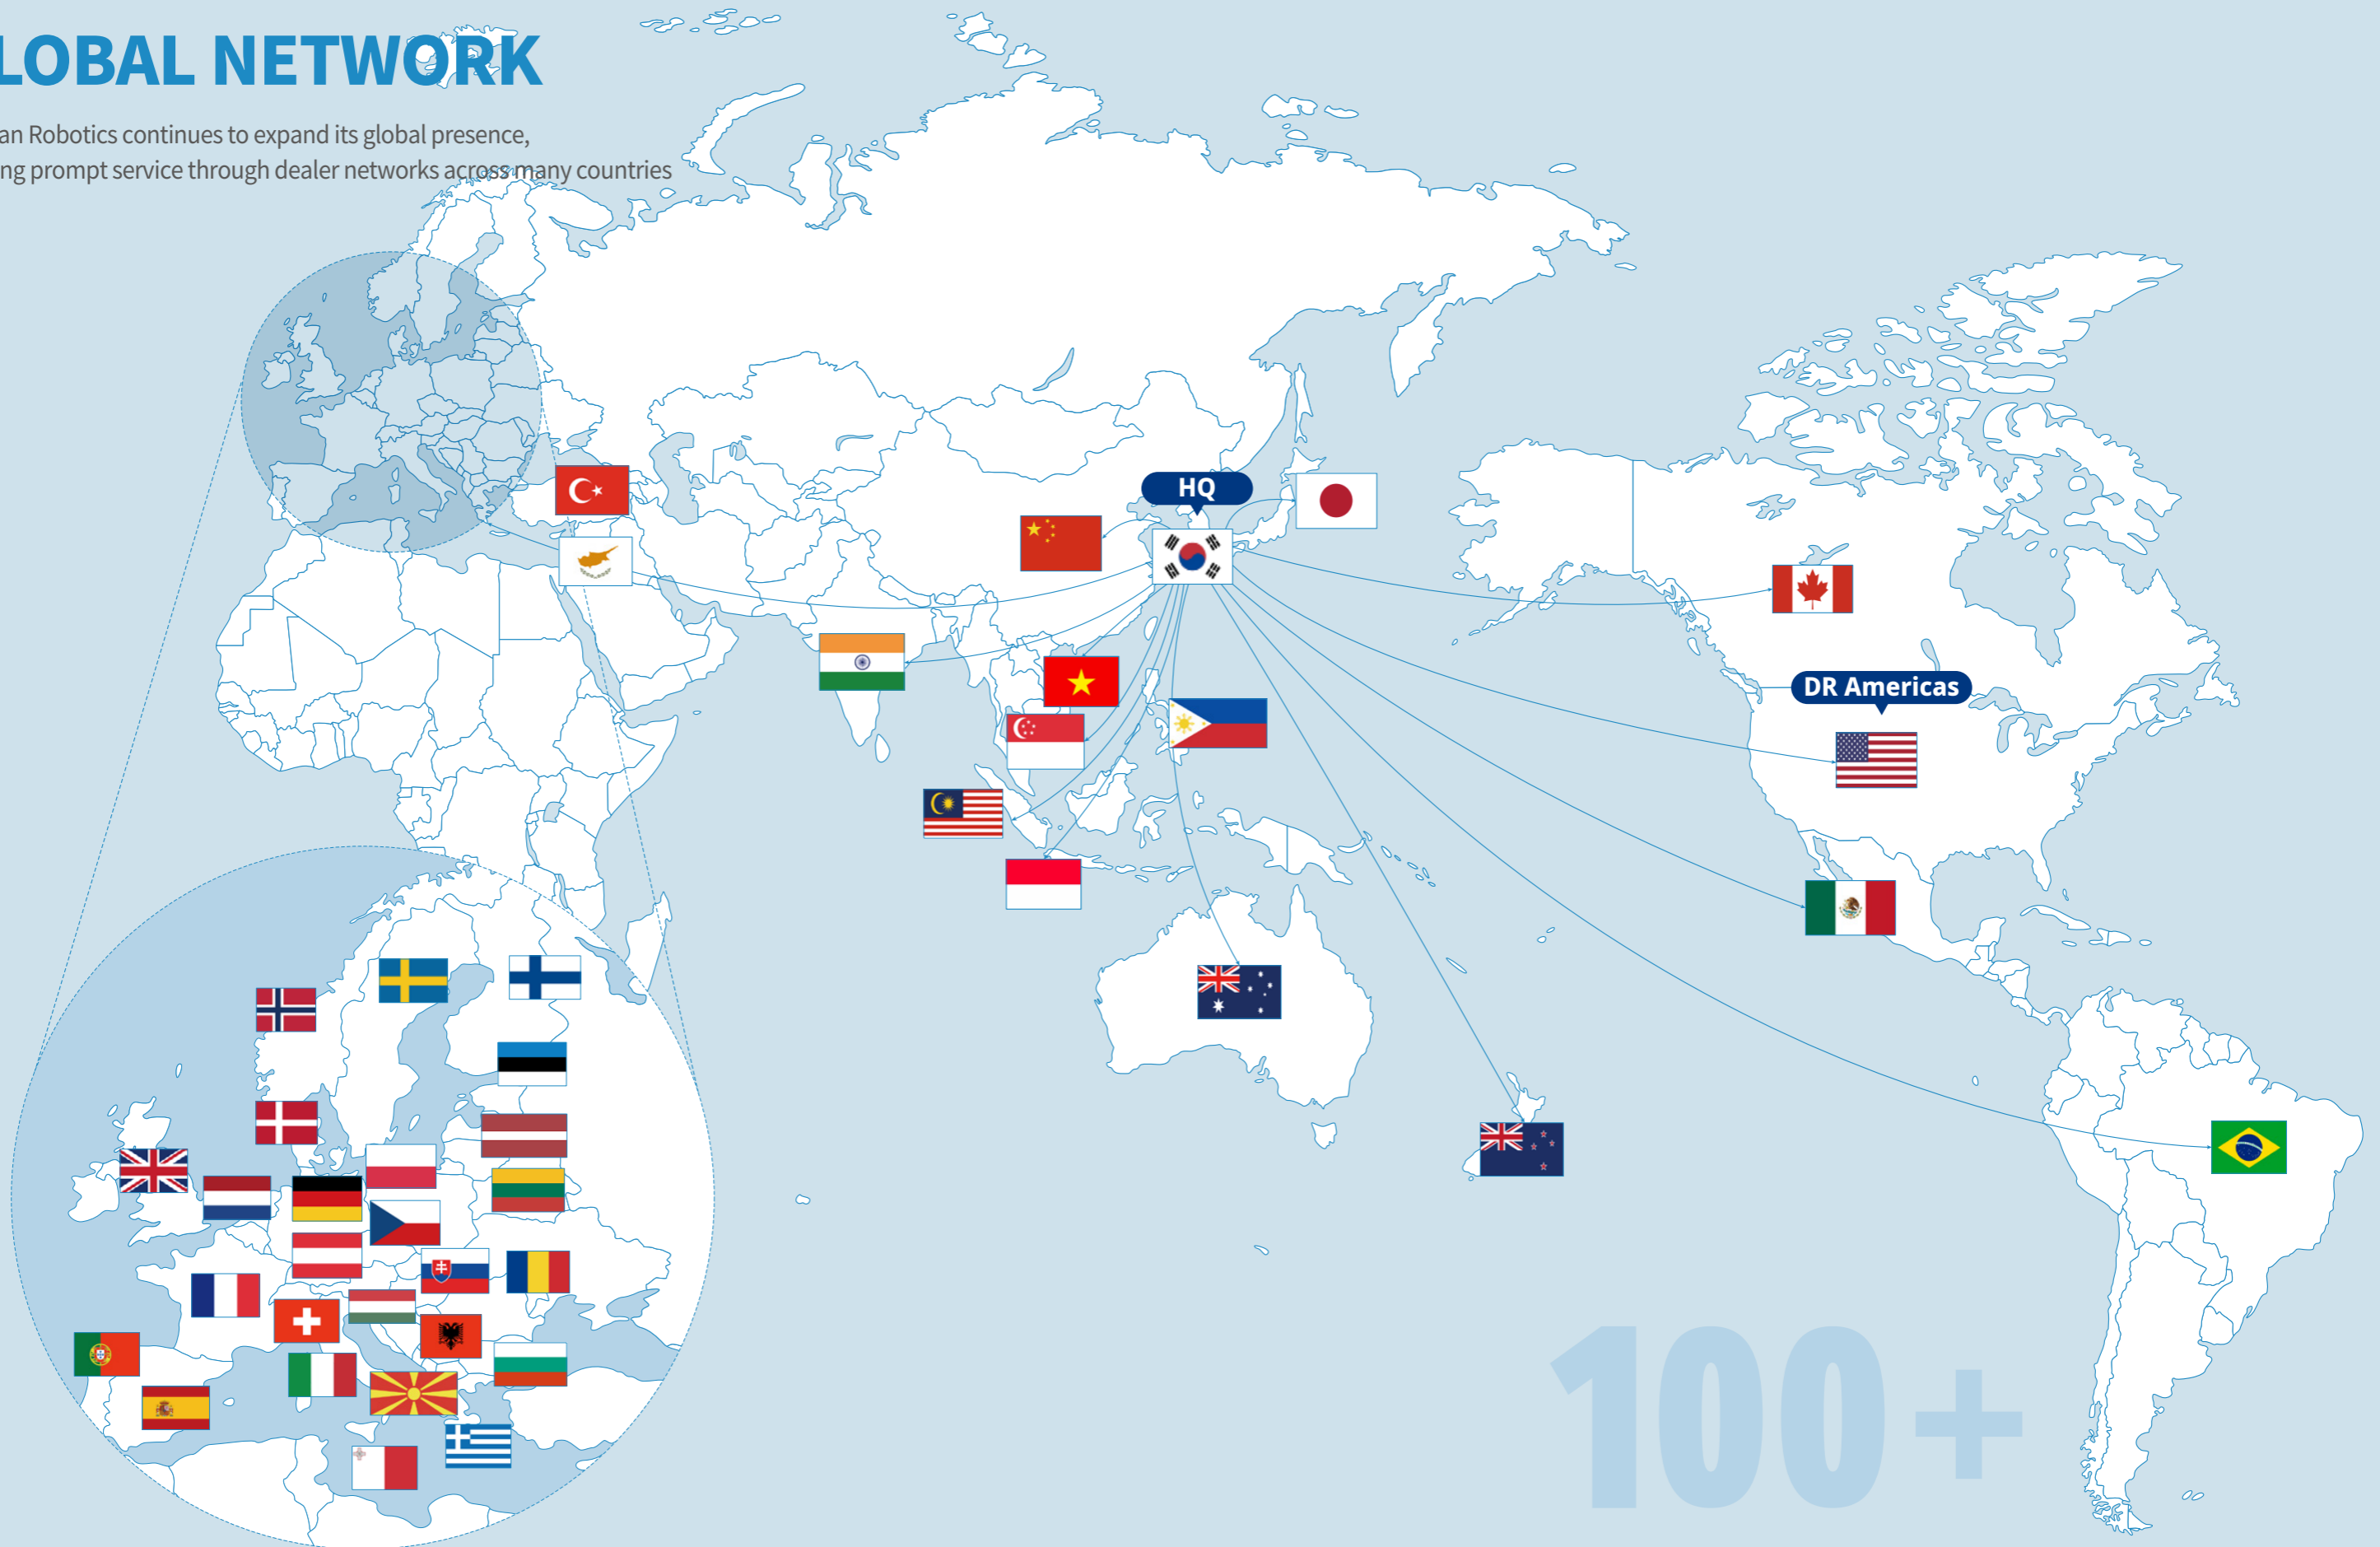 LOBAL NETWORK
an Robotics continues to expand its global presence,
ng prompt service through dealer networks across many countries
HQ
DR Americas
100+